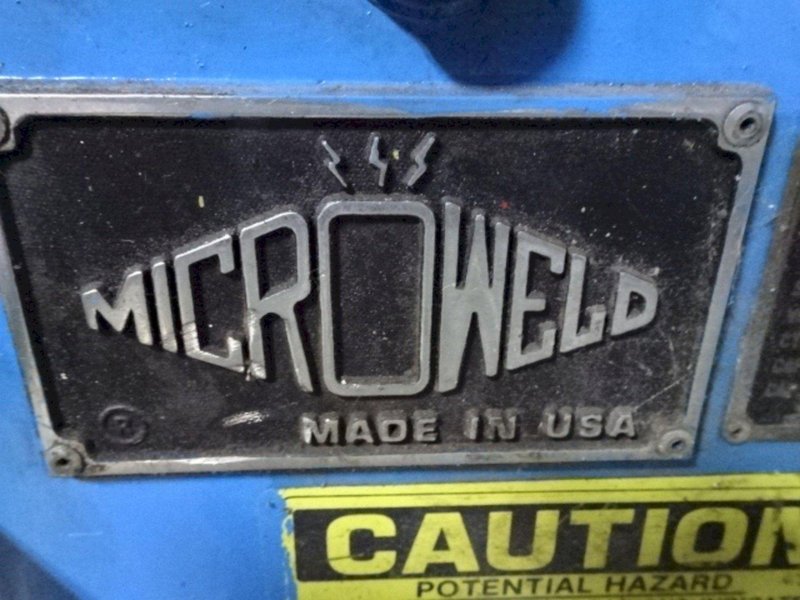 MICROWELD
® MADE IN USA
CAUTION
POTENTIAL HAZARD